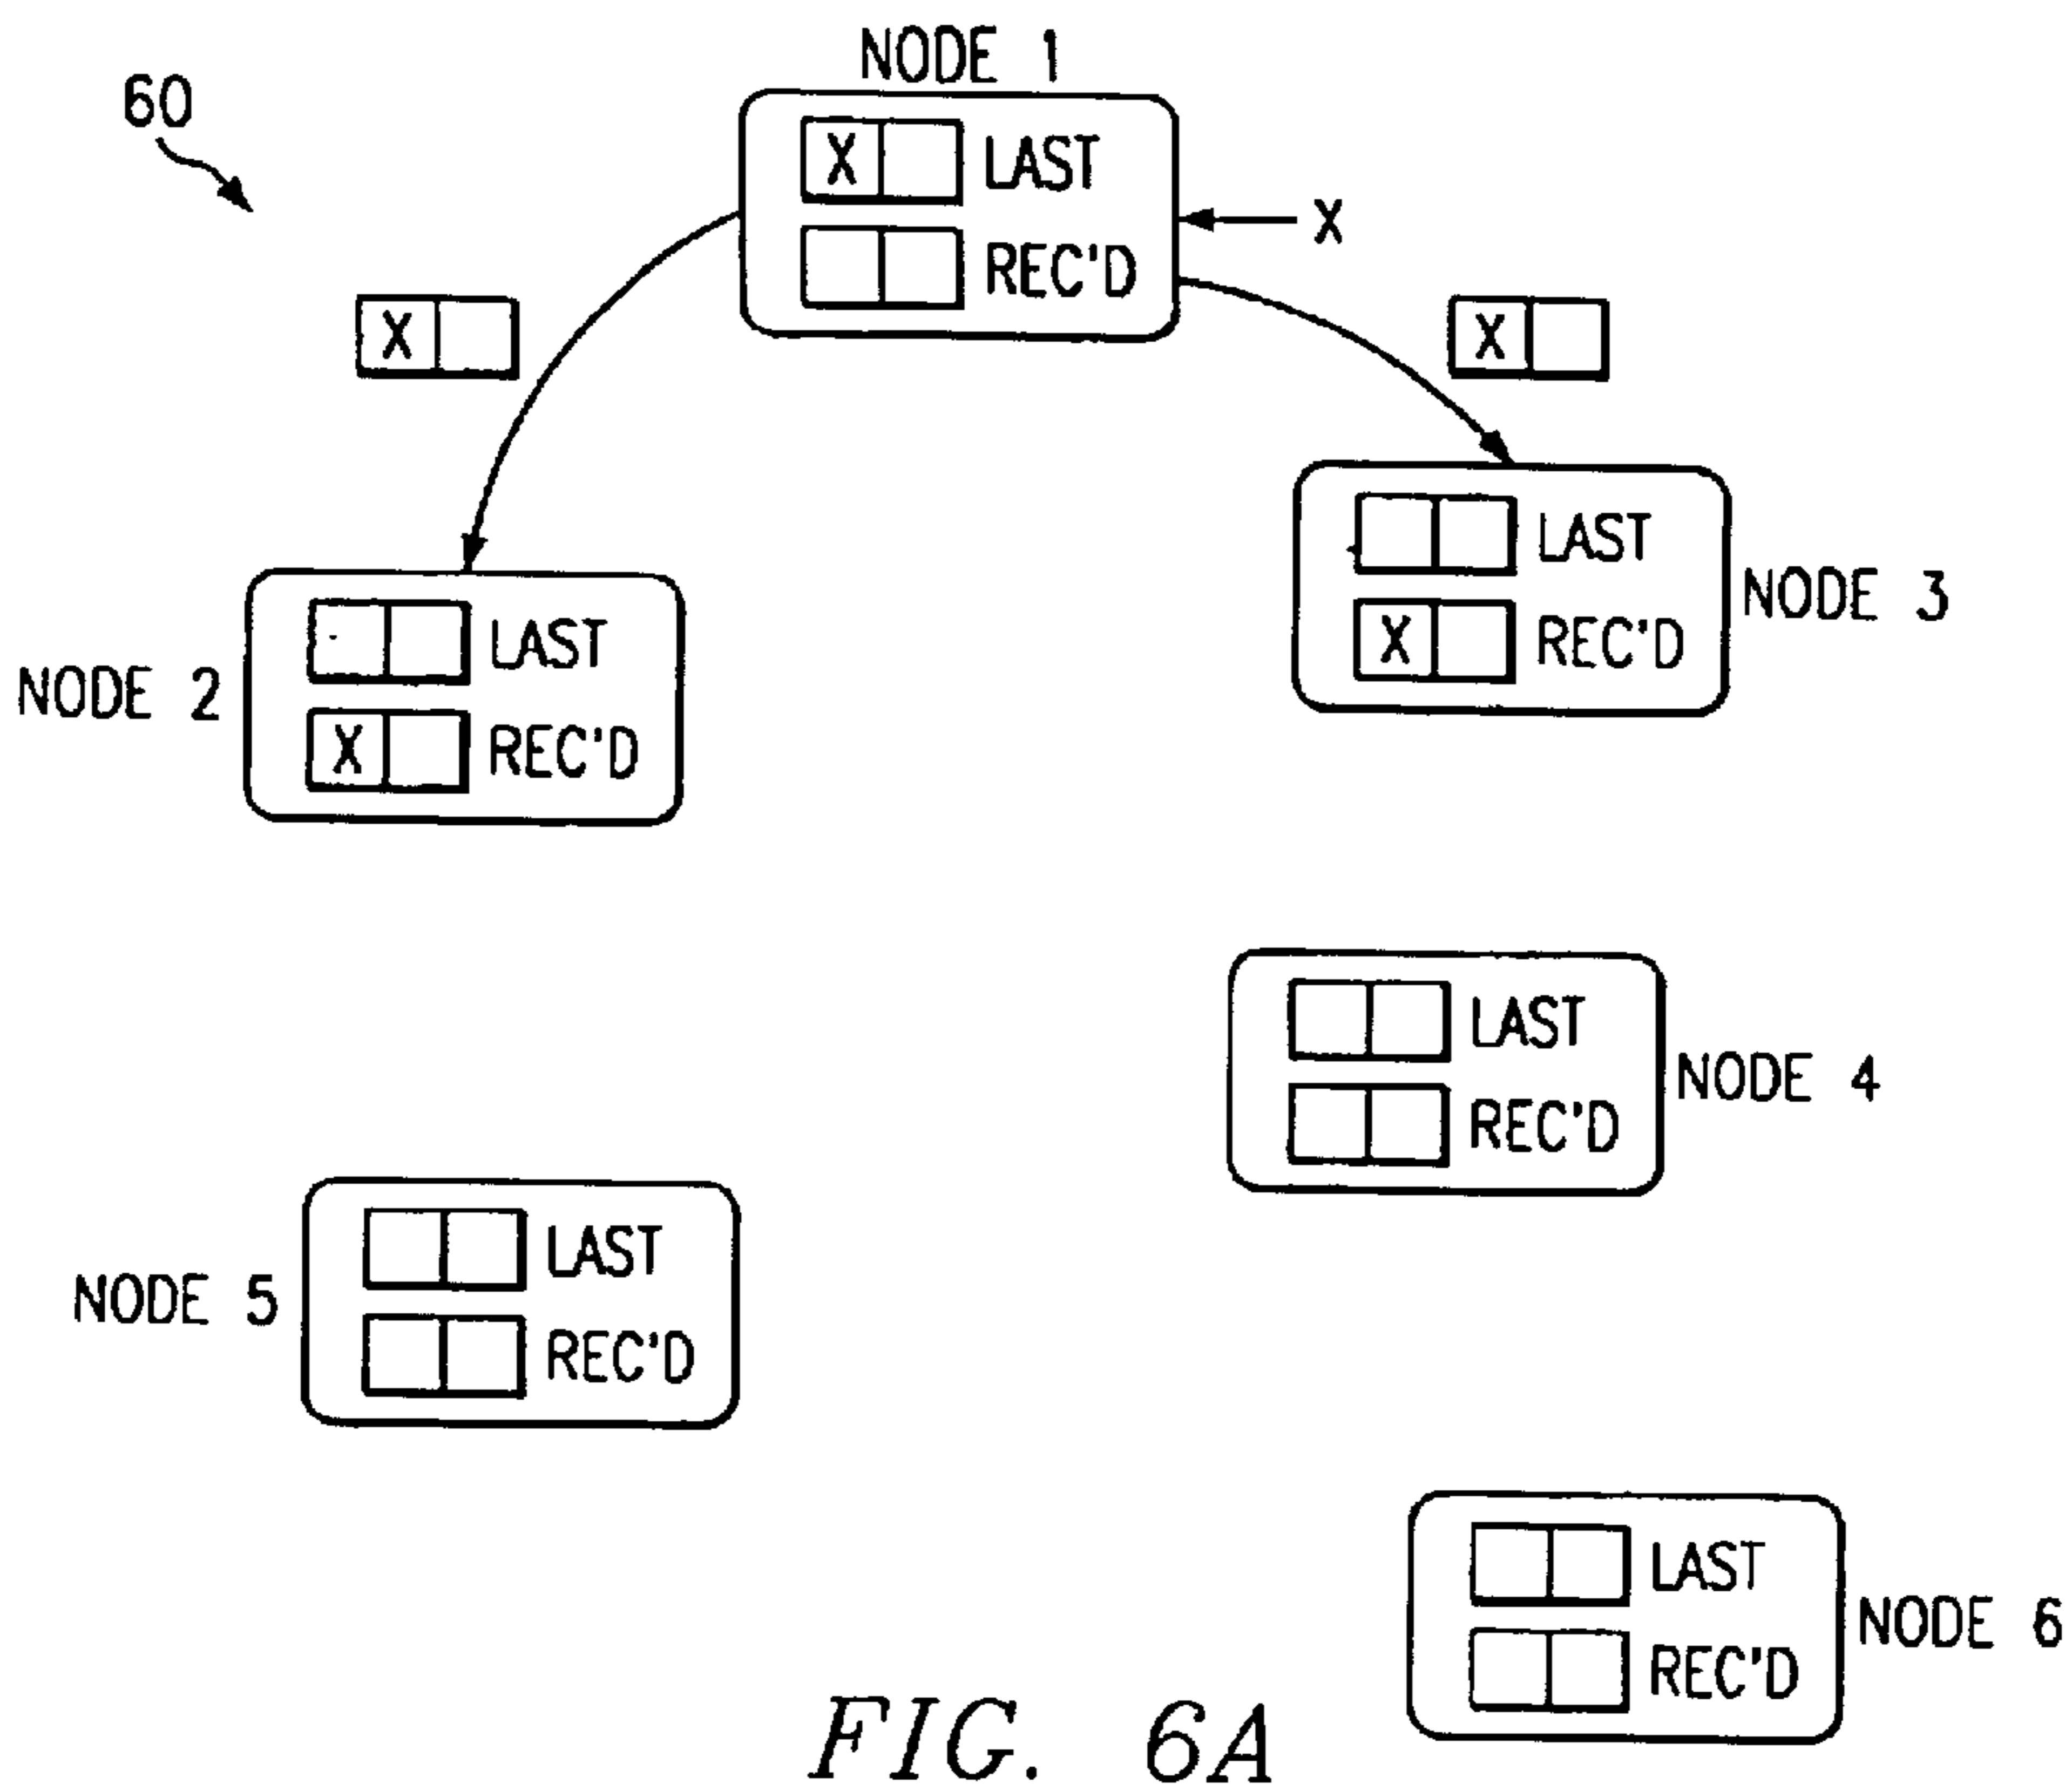 NODE 1
60
X LAST
X
REC'D
X
X
LAST
NODE 3
X REC'D
LAST
NODE 2
X REC'D
LAST
NODE 4
REC'D
LAST
NODE 5
REC'D
LAST
NODE 6
REC'D
FIG. 6A